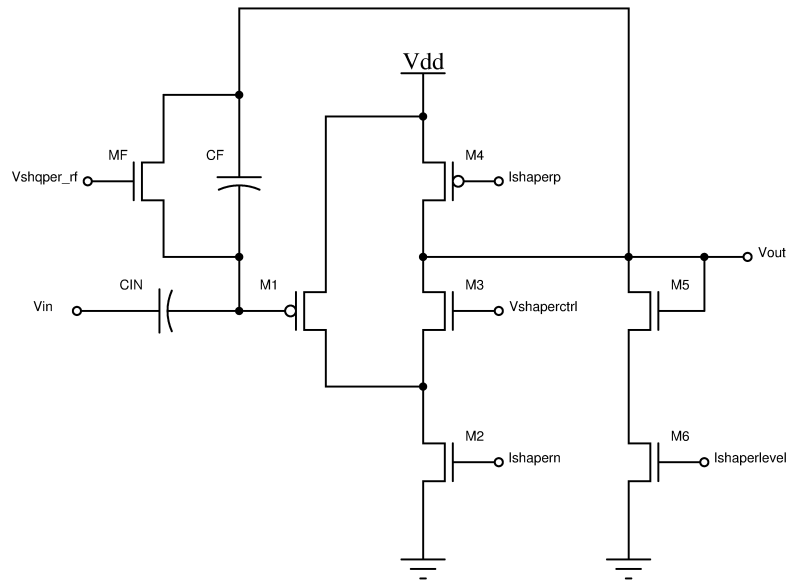 Vdd
MF
CF
M4
Vshqper_rf
Ishaperp
Vout
CIN
M1
M3
M5
Vin
Vshaperctrl
M2
M6
Ishapern
Ishaperlevel